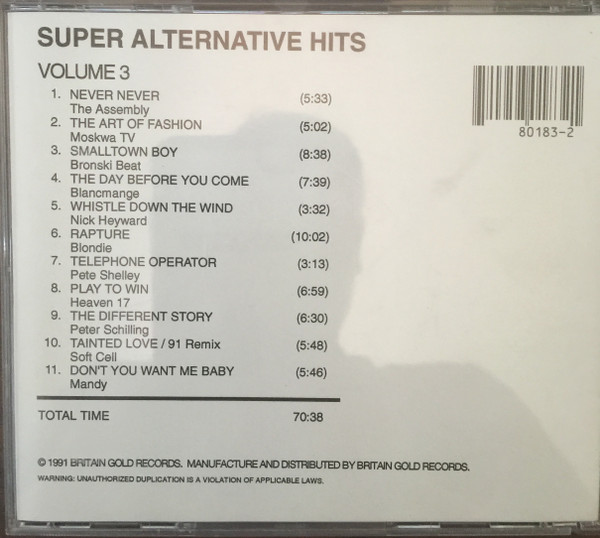 SUPER ALTERNATIVE HITS
VOLUME 3
1. NEVER NEVER (5:33)
The Assembly
2. THE ART OF FASHION (5:02)
Moskwa TV
3. SMALLTOWN BOY (8:38)
Bronski Beat
4. THE DAY BEFORE YOU COME (7:39)
Blancmange
5. WHISTLE DOWN THE WIND (3:32)
Nick Heyward
6. RAPTURE (10:02)
Blondie
7. TELEPHONE OPERATOR (3:13)
Pete Shelley
8. PLAY TO WIN (6:59)
Heaven 17
9. THE DIFFERENT STORY (6:30)
Peter Schilling
10. TAINTED LOVE / 91 Remix (5:48)
Soft Cell
11. DON'T YOU WANT ME BABY (5:46)
Mandy
TOTAL TIME 70:38
80183-2
© 1991 BRITAIN GOLD RECORDS. MANUFACTURE AND DISTRIBUTED BY BRITAIN GOLD RECORDS.
WARNING: UNAUTHORIZED DUPLICATION IS A VIOLATION OF APPLICABLE LAWS.